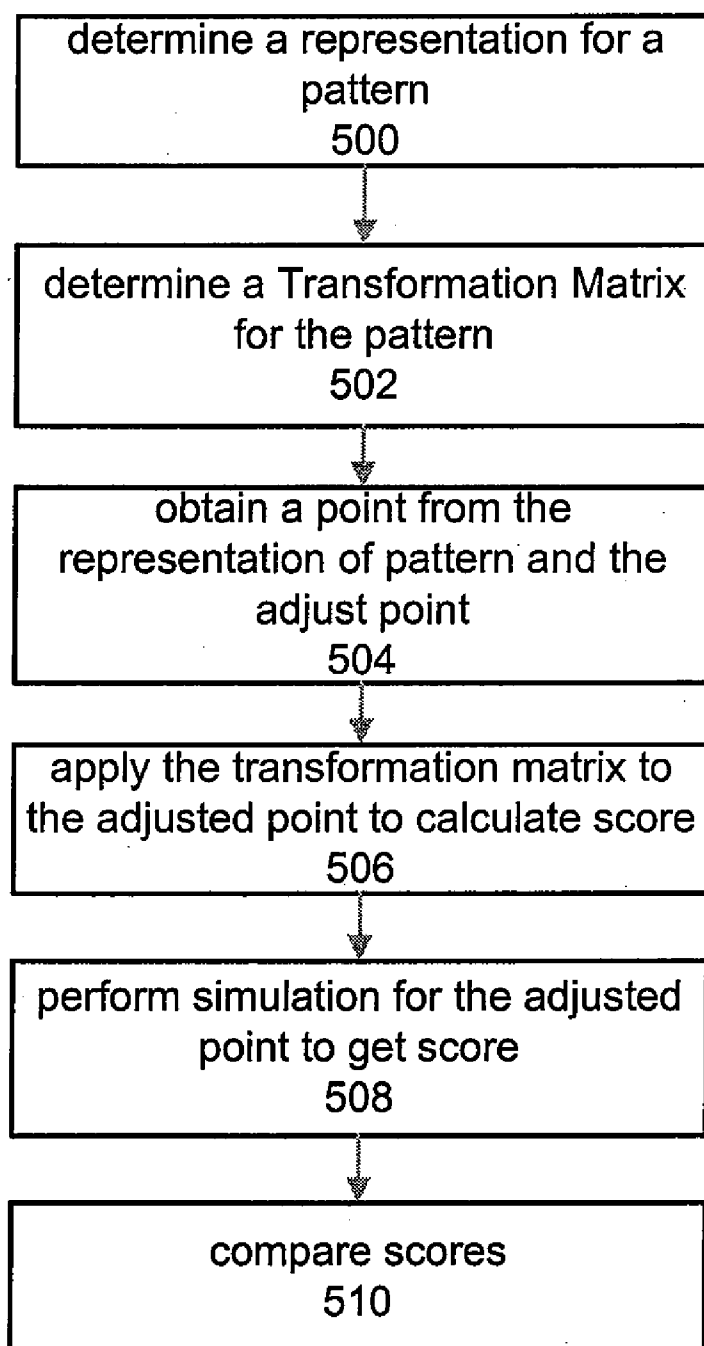 determine a representation for a
pattern
500
determine a Transformation Matrix
for the pattern
502
obtain a point from the
representation of pattern and the
adjust point
504
apply the transformation matrix to
the adjusted point to calculate score
506
perform simulation for the adjusted
point to get score
508
compare scores
510